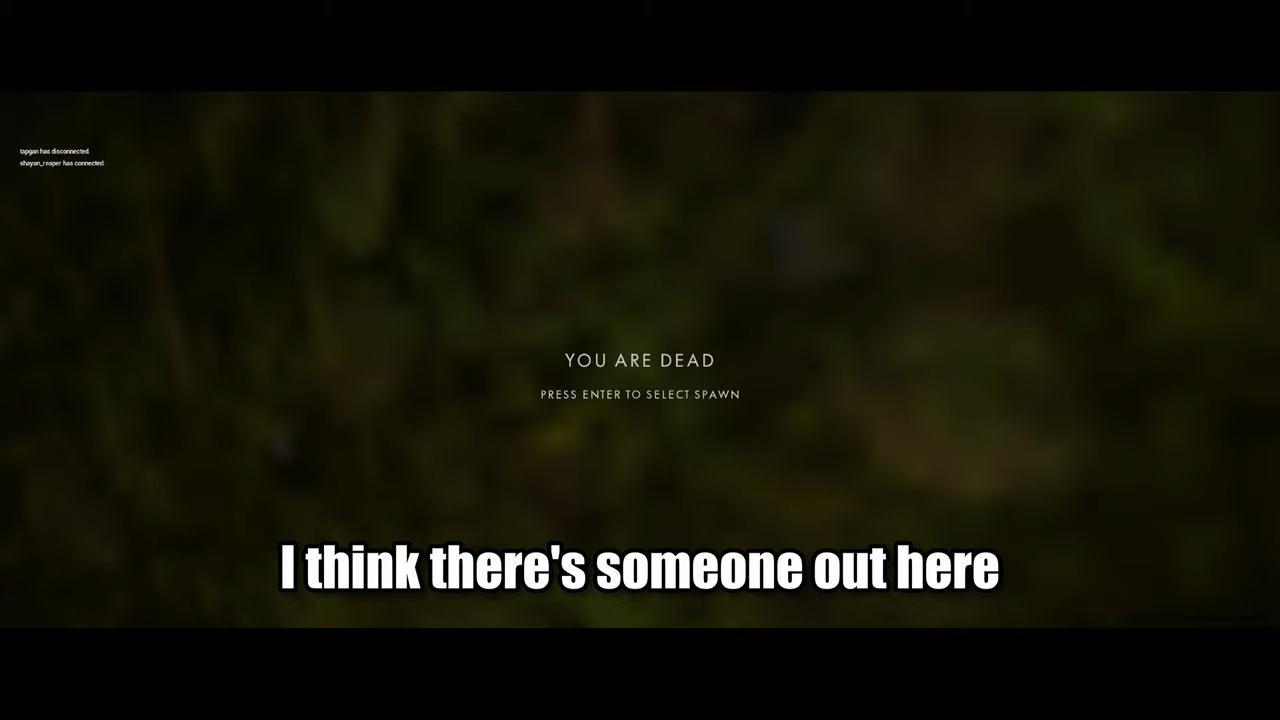 tapgan has disconnected.
shayan_reaper has connected.
YOU ARE DEAD
PRESS ENTER TO SELECT SPAWN
I think there's someone out here